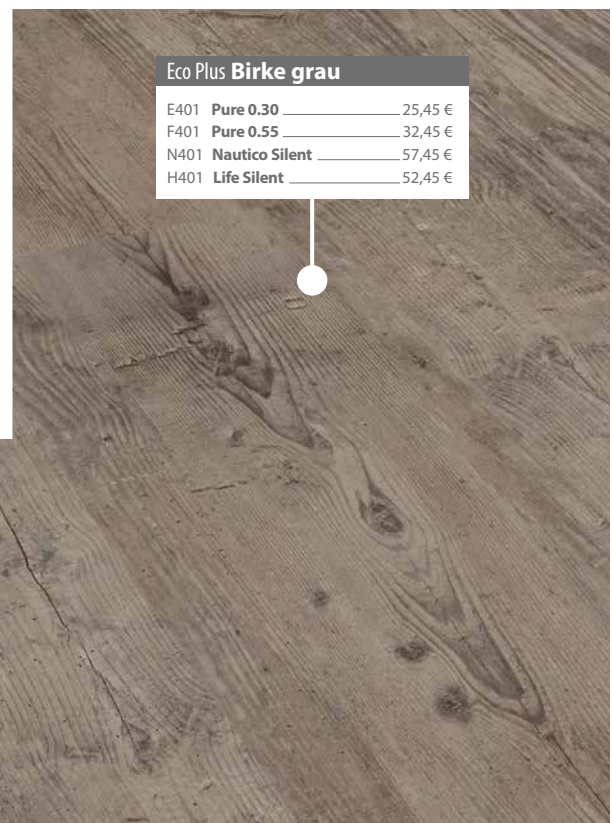 Eco Plus Birke grau
E401 Pure 0.30 25,45 €
F401 Pure 0.55 32,45 €
N401 Nautico Silent 57,45 €
H401 Life Silent 52,45 €